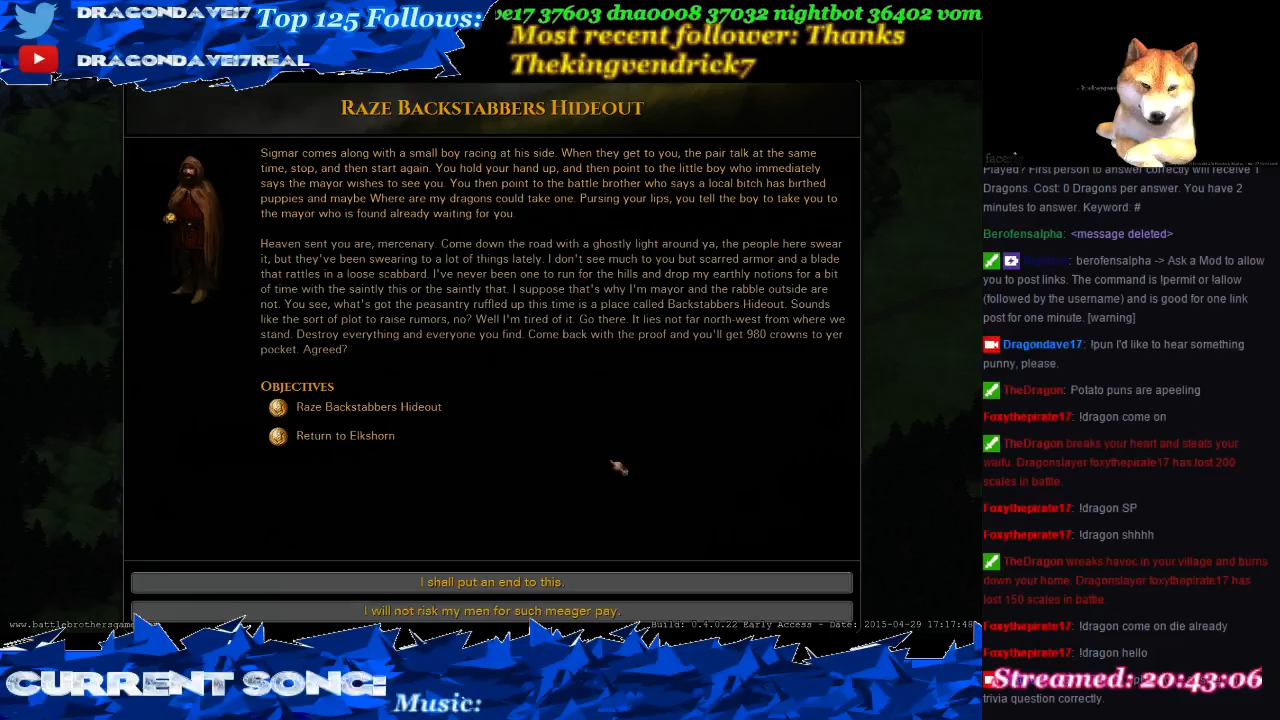 DRAGONDAVE17
Top 125 Follows:
ve17 37603 dna0008 37032 nightbot 36402 vom
Most recent follower: Thanks
Thekingvendrick7
DRAGONDAVE17REAL
RAZE BACKSTABBERS HIDEOUT
Sigmar comes along with a small boy racing at his side. When they get to you, the pair talk at the same
time, stop, and then start again. You hold your hand up, and then point to the little boy who immediately
says the mayor wishes to see you. You then point to the battle brother who says a local bitch has birthed
puppies and maybe Where are my dragons could take one. Pursing your lips, you tell the boy to take you to
the mayor who is found already waiting for you.
Heaven sent you are, mercenary. Come down the road with a ghostly light around ya, the people here swear
it, but they've been swearing to a lot of things lately. I don't see much to you but scarred armor and a blade
that rattles in a loose scabbard. I've never been one to run for the hills and drop my earthly notions for a bit
of time with the saintly this or the saintly that. I suppose that's why I'm mayor and the rabble outside are
not. You see, what's got the peasantry ruffled up this time is a place called Backstabbers Hideout. Sounds
like the sort of plot to raise rumors, no? Well I'm tired of it. Go there. It lies not far north-west from where we
stand. Destroy everything and everyone you find. Come back with the proof and you'll get 980 crowns to yer
pocket. Agreed?
OBJECTIVES
Raze Backstabbers Hideout
Return to Elkshorn
I shall put an end to this.
I will not risk my men for such meager pay.
www.battlebrothersgam
Build: 0.4.0.22 Early Access - Date: 2015-04-29 17:17:48
CURRENT SONG:
Music:
Played? First person to answer correctly will receive 1
Dragons. Cost: 0 Dragons per answer. You have 2
minutes to answer. Keyword: #
Berofensalpha: <message deleted>
berofensalpha -> Ask a Mod to allow
you to post links. The command is !permit or !allow
(followed by the username) and is good for one link
post for one minute. [warning]
Dragondave17: !pun I'd like to hear something
punny, please.
TheDragon: Potato puns are apeeling
Foxythepirate17: !dragon come on
TheDragon breaks your heart and steals your
waifu. Dragonslayer foxythepirate17 has lost 200
scales in battle.
Foxythepirate17: !dragon SP
Foxythepirate17: !dragon shhhh
TheDragon wreaks havoc in your village and burns
down your home. Dragonslayer foxythepirate17 has
lost 150 scales in battle.
Foxythepirate17: !dragon come on die already
Foxythepirate17: !dragon hello
Streamed: 20:43:06
trivia question correctly.